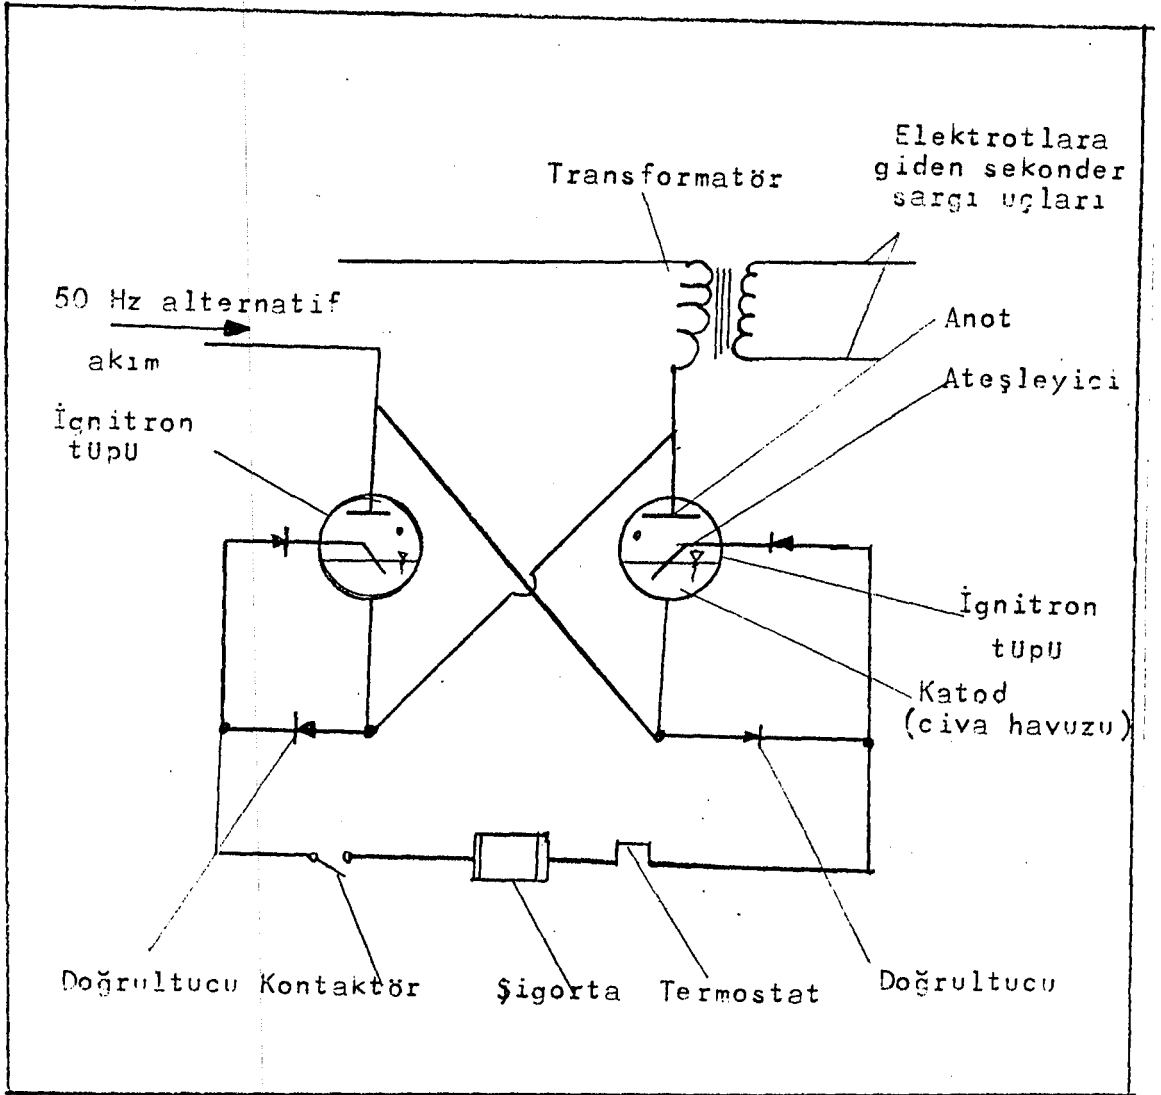 Elektrotlara
giden sekonder
sargı uçları
Transformatör
50 Hz alternatif
akım
Anot
Ateşleyici
İgnitron
tüpü
İgnitron
tüpü
Katod
(civa havuzu)
Doğrultucu
Kontaktör
Şigorta
Termostat
Doğrultucu